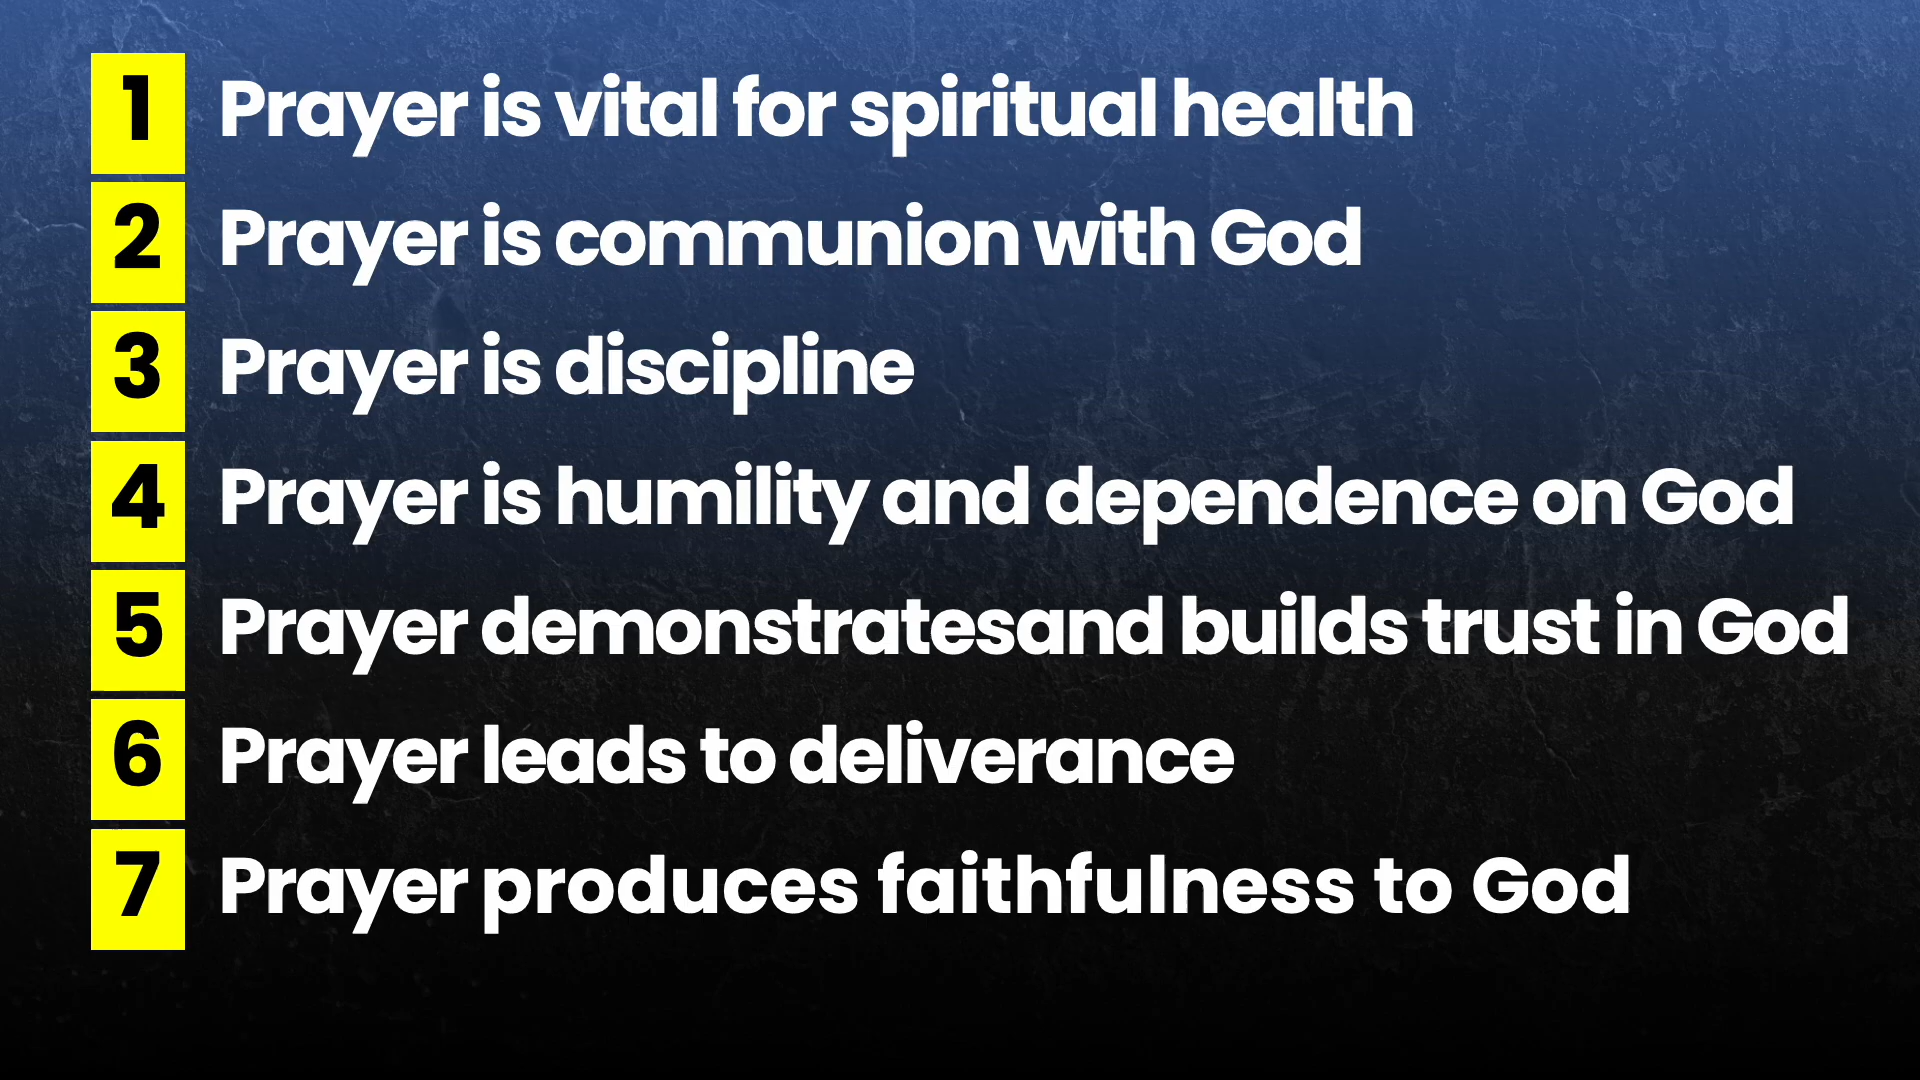 1 Prayer is vital for spiritual health
2 Prayer is communion with God
3 Prayer is discipline
4 Prayer is humility and dependence on God
5 Prayer demonstratesand builds trust in God
6 Prayer leads to deliverance
7 Prayer produces faithfulness to God